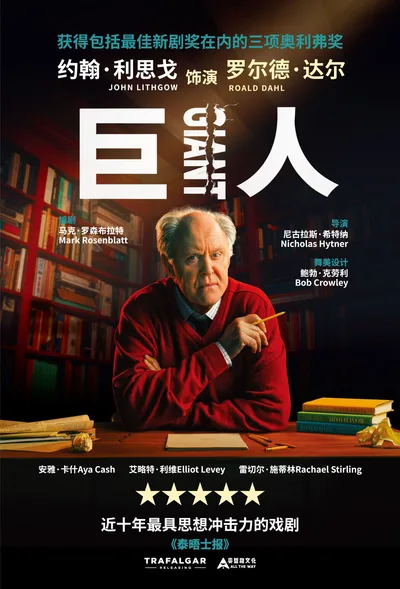 获得包括最佳新剧奖在内的三项奥利弗奖
约翰·利思戈 饰演 罗尔德·达尔
JOHN LITHGOW ROALD DAHL
巨 GIANT 人
编剧
马克·罗森布拉特
Mark Rosenblatt
导演
尼古拉斯·希特纳
Nicholas Hytner
舞美设计
鲍勃·克劳利
Bob Crowley
安雅·卡什Aya Cash 艾略特·利维Elliot Levey 雷切尔·施蒂林Rachael Stirling
近十年最具思想冲击力的戏剧
《泰晤士报》
TRAFALGAR
RELEASING
ALL THE WAY